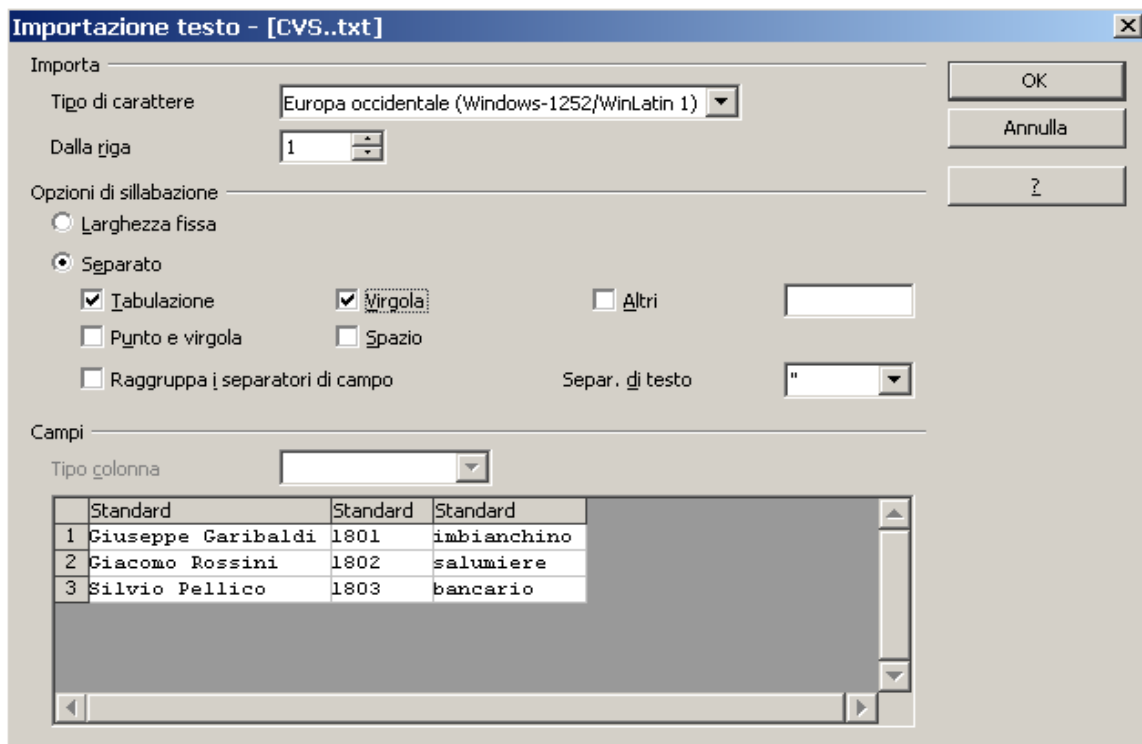 Importazione testo - [CVS..txt]
Importa
OK
Tipo di carattere Europa occidentale (Windows-1252/WinLatin 1)
Annulla
Dalla riga 1
?
Opzioni di sillabazione
Larghezza fissa
Separato
Tabulazione Virgola Altri
Punto e virgola Spazio
Raggruppa i separatori di campo Separ. di testo "
Campi
Tipo colonna
Standard Standard Standard
1 Giuseppe Garibaldi 1801 imbianchino
2 Giacomo Rossini 1802 salumiere
3 Silvio Pellico 1803 bancario